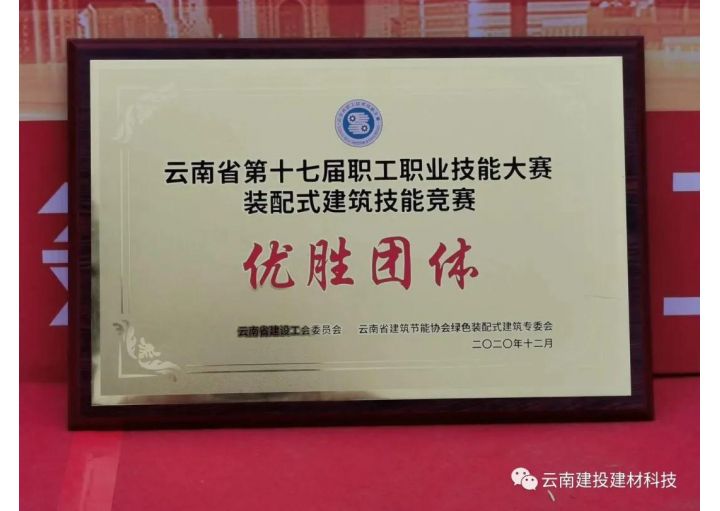 云南省第十七届职工职业技能大赛
装配式建筑技能竞赛
优胜团体
云南省建设工会委员会 云南省建筑节能协会绿色装配式建筑专委会
二〇二〇年十二月
云南建投建材科技